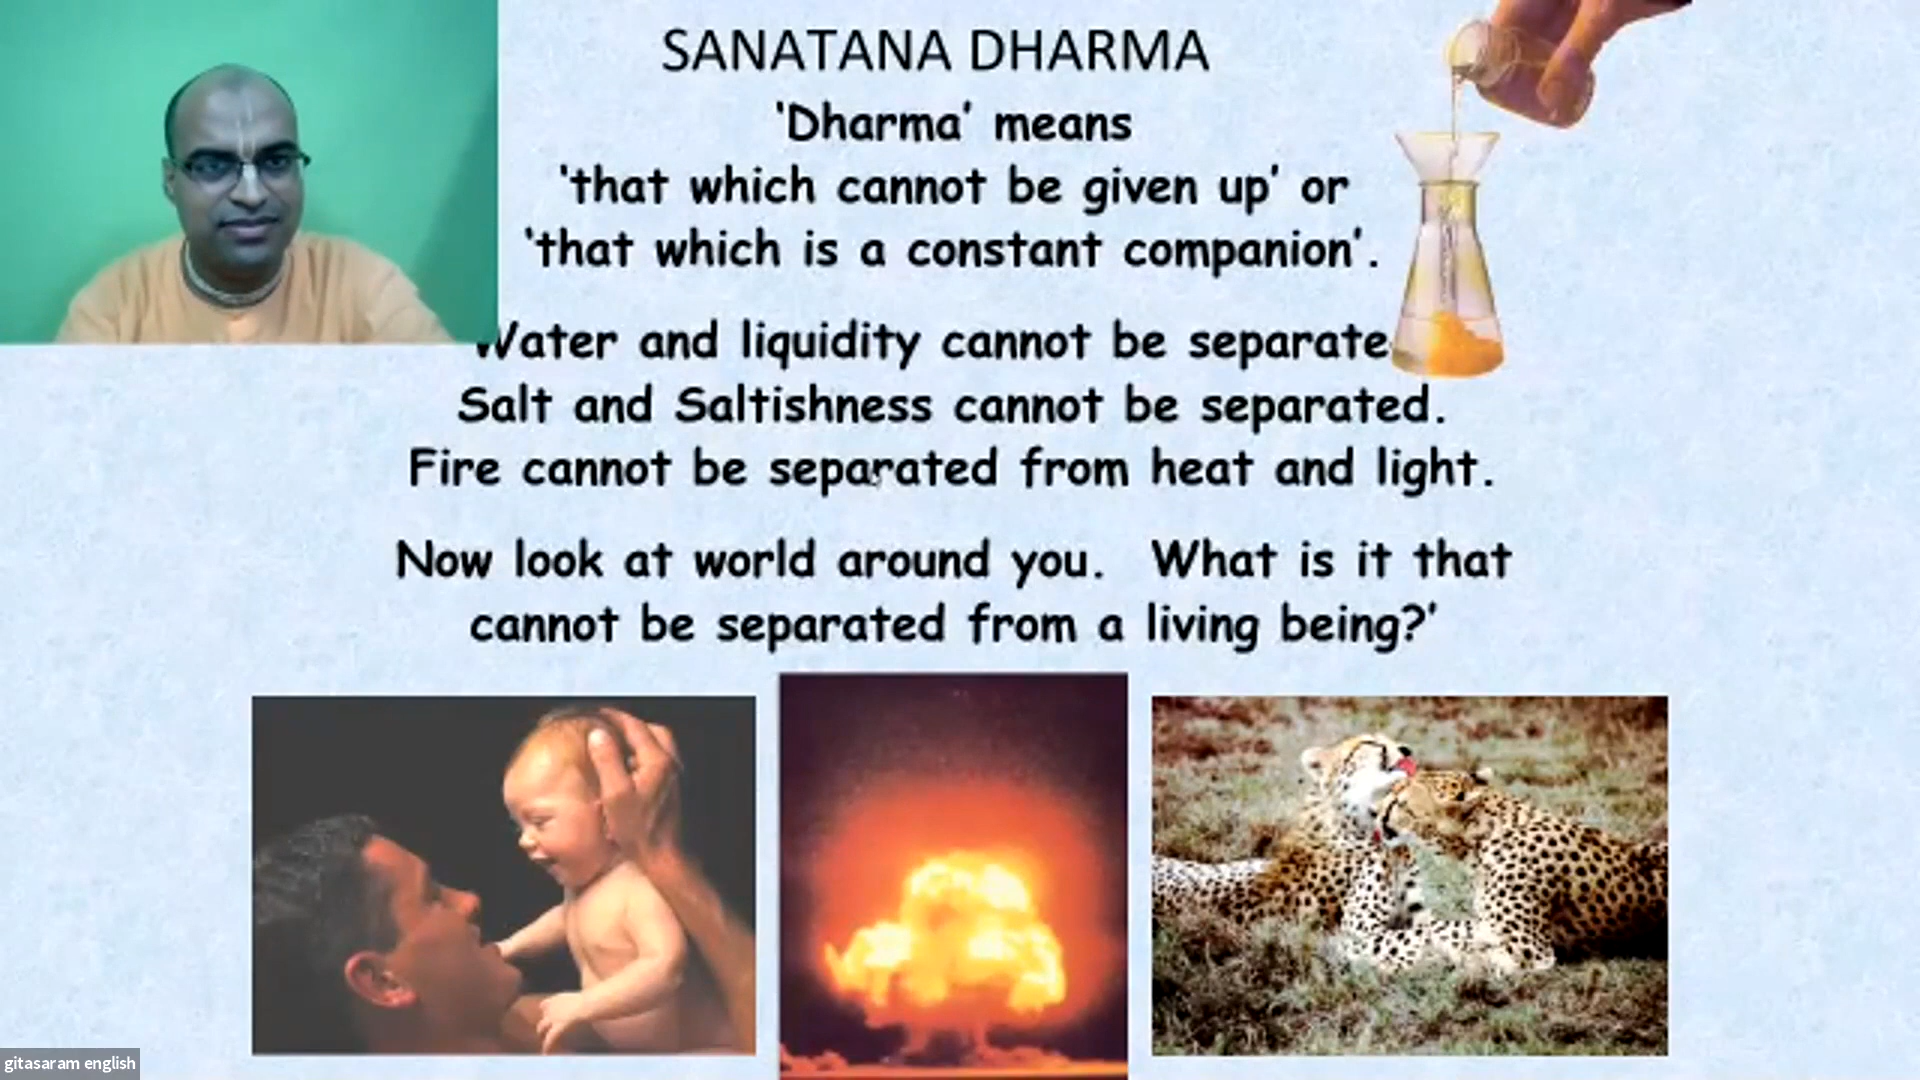 SANATANA DHARMA
‘Dharma’ means
‘that which cannot be given up’ or
‘that which is a constant companion’.
Water and liquidity cannot be separate
Salt and Saltishness cannot be separated.
Fire cannot be separated from heat and light.
Now look at world around you. What is it that
cannot be separated from a living being?’
gitasaram english